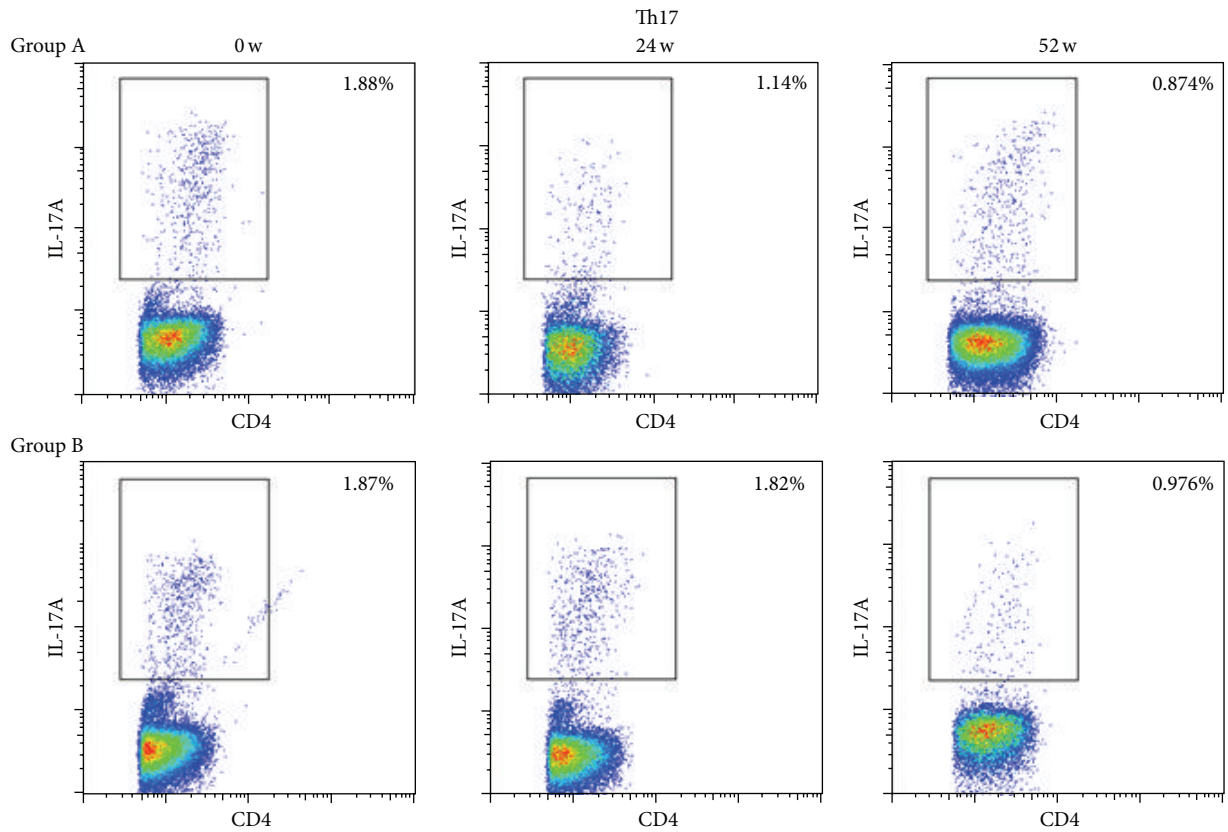 Th17
Group A 0 w 24 w 52 w
1.88% 1.14% 0.874%
IL-17A IL-17A IL-17A
CD4 CD4 CD4
Group B
1.87% 1.82% 0.976%
IL-17A IL-17A IL-17A
CD4 CD4 CD4